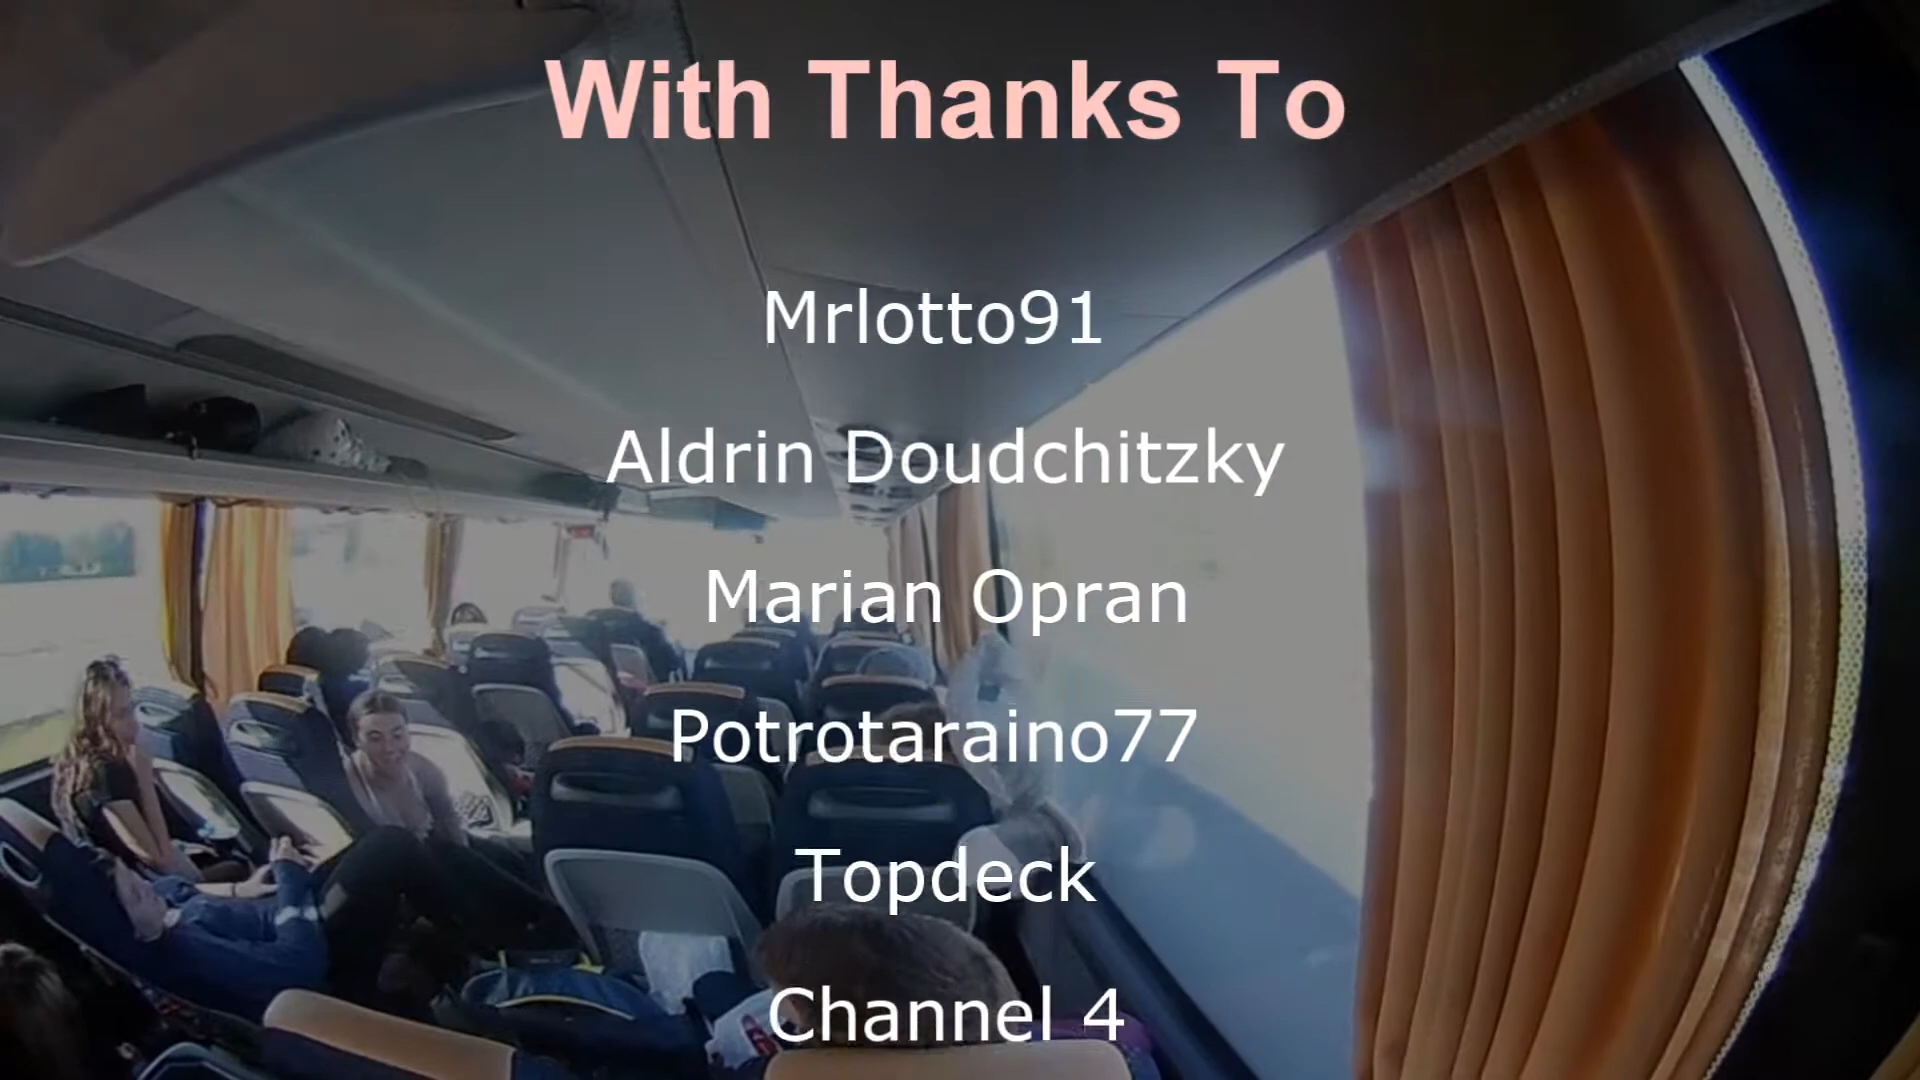 With Thanks To
Mrlotto91
Aldrin Doudchitzky
Marian Opran
Potrotaraino77
Topdeck
Channel 4